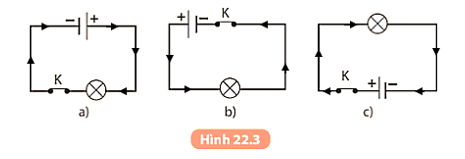 − + K
a)
+ − K
b)
K + −
c)
Hình 22.3